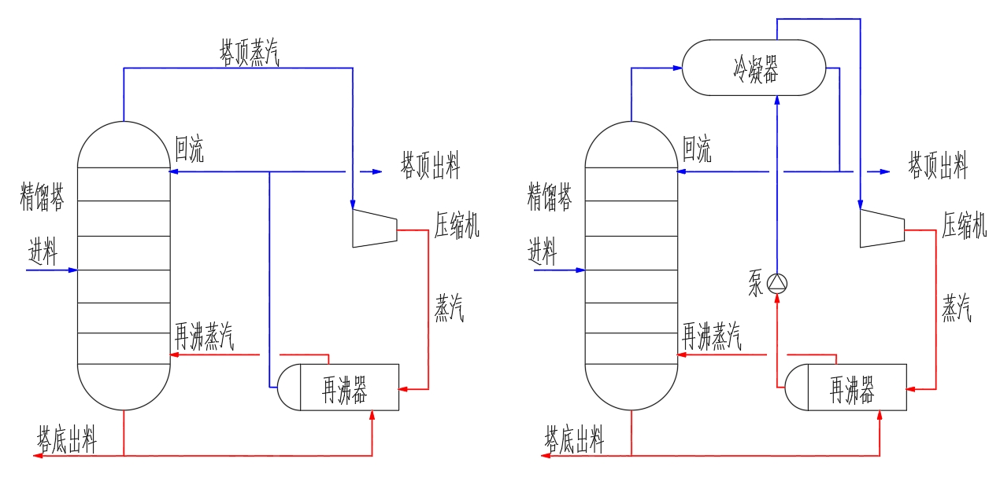 塔顶蒸汽
回流
塔顶出料
精馏塔
压缩机
进料
蒸汽
再沸蒸汽
再沸器
塔底出料
冷凝器
回流
塔顶出料
精馏塔
压缩机
进料
泵
蒸汽
再沸蒸汽
再沸器
塔底出料